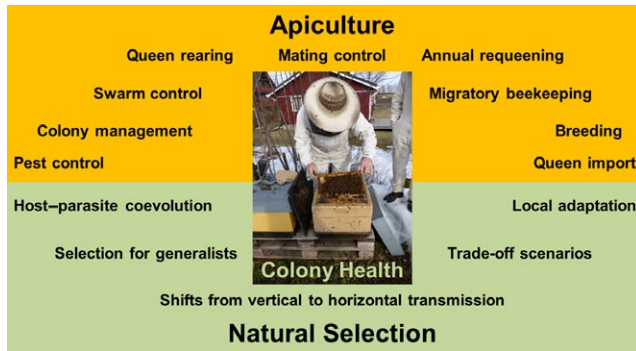 Apiculture
Queen rearing
Mating control
Annual requeening
Swarm control
Migratory beekeeping
Colony management
Breeding
Pest control
Queen import
Host–parasite coevolution
Local adaptation
Selection for generalists
Trade-off scenarios
Colony Health
Shifts from vertical to horizontal transmission
Natural Selection